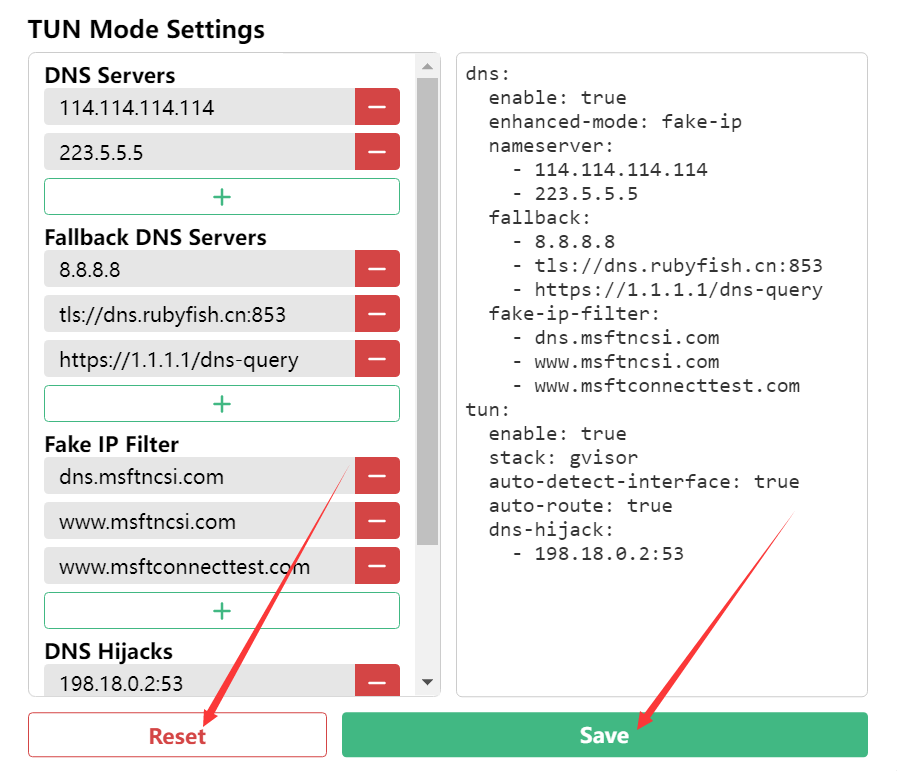 TUN Mode Settings
DNS Servers
114.114.114.114
223.5.5.5
Fallback DNS Servers
8.8.8.8
tls://dns.rubyfish.cn:853
https://1.1.1.1/dns-query
Fake IP Filter
dns.msftncsi.com
www.msftncsi.com
www.msftconnecttest.com
DNS Hijacks
198.18.0.2:53
dns:
  enable: true
  enhanced-mode: fake-ip
  nameserver:
    - 114.114.114.114
    - 223.5.5.5
  fallback:
    - 8.8.8.8
    - tls://dns.rubyfish.cn:853
    - https://1.1.1.1/dns-query
  fake-ip-filter:
    - dns.msftncsi.com
    - www.msftncsi.com
    - www.msftconnecttest.com
tun:
  enable: true
  stack: gvisor
  auto-detect-interface: true
  auto-route: true
  dns-hijack:
    - 198.18.0.2:53
Reset
Save